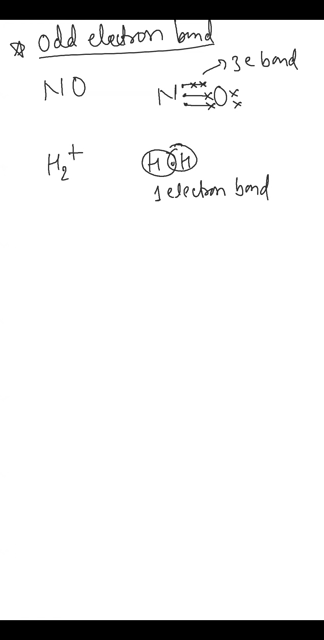 * Odd electron bond
→ 3e bond
NO N≡O
H₂⁺ H H
1 electron bond